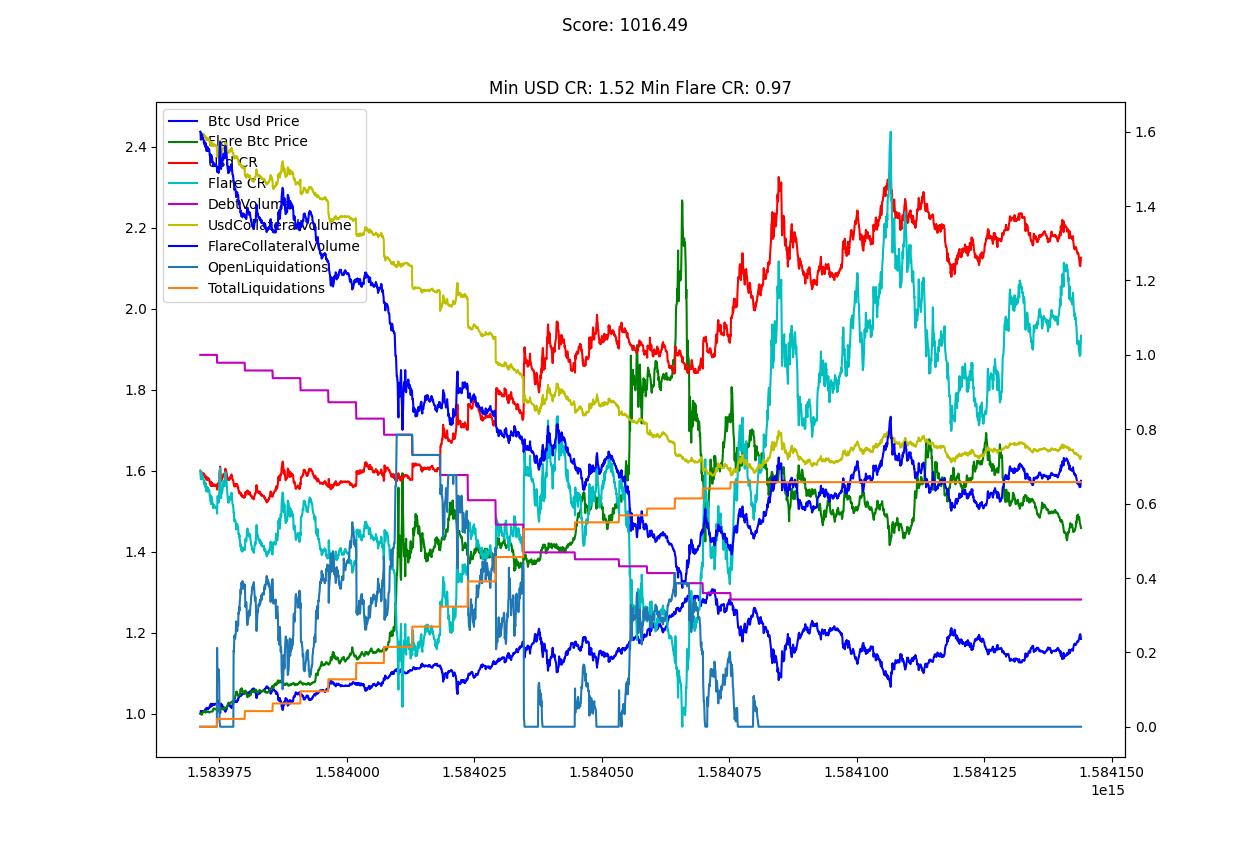 Score: 1016.49
Min USD CR: 1.52 Min Flare CR: 0.97
Btc Usd Price
Flare Btc Price
Usd CR
Flare CR
DebtVolume
UsdCollateralVolume
FlareCollateralVolume
OpenLiquidations
TotalLiquidations
2.4
2.2
2.0
1.8
1.6
1.4
1.2
1.0
1.6
1.4
1.2
1.0
0.8
0.6
0.4
0.2
0.0
1.583975 1.584000 1.584025 1.584050 1.584075 1.584100 1.584125 1.584150
1e15